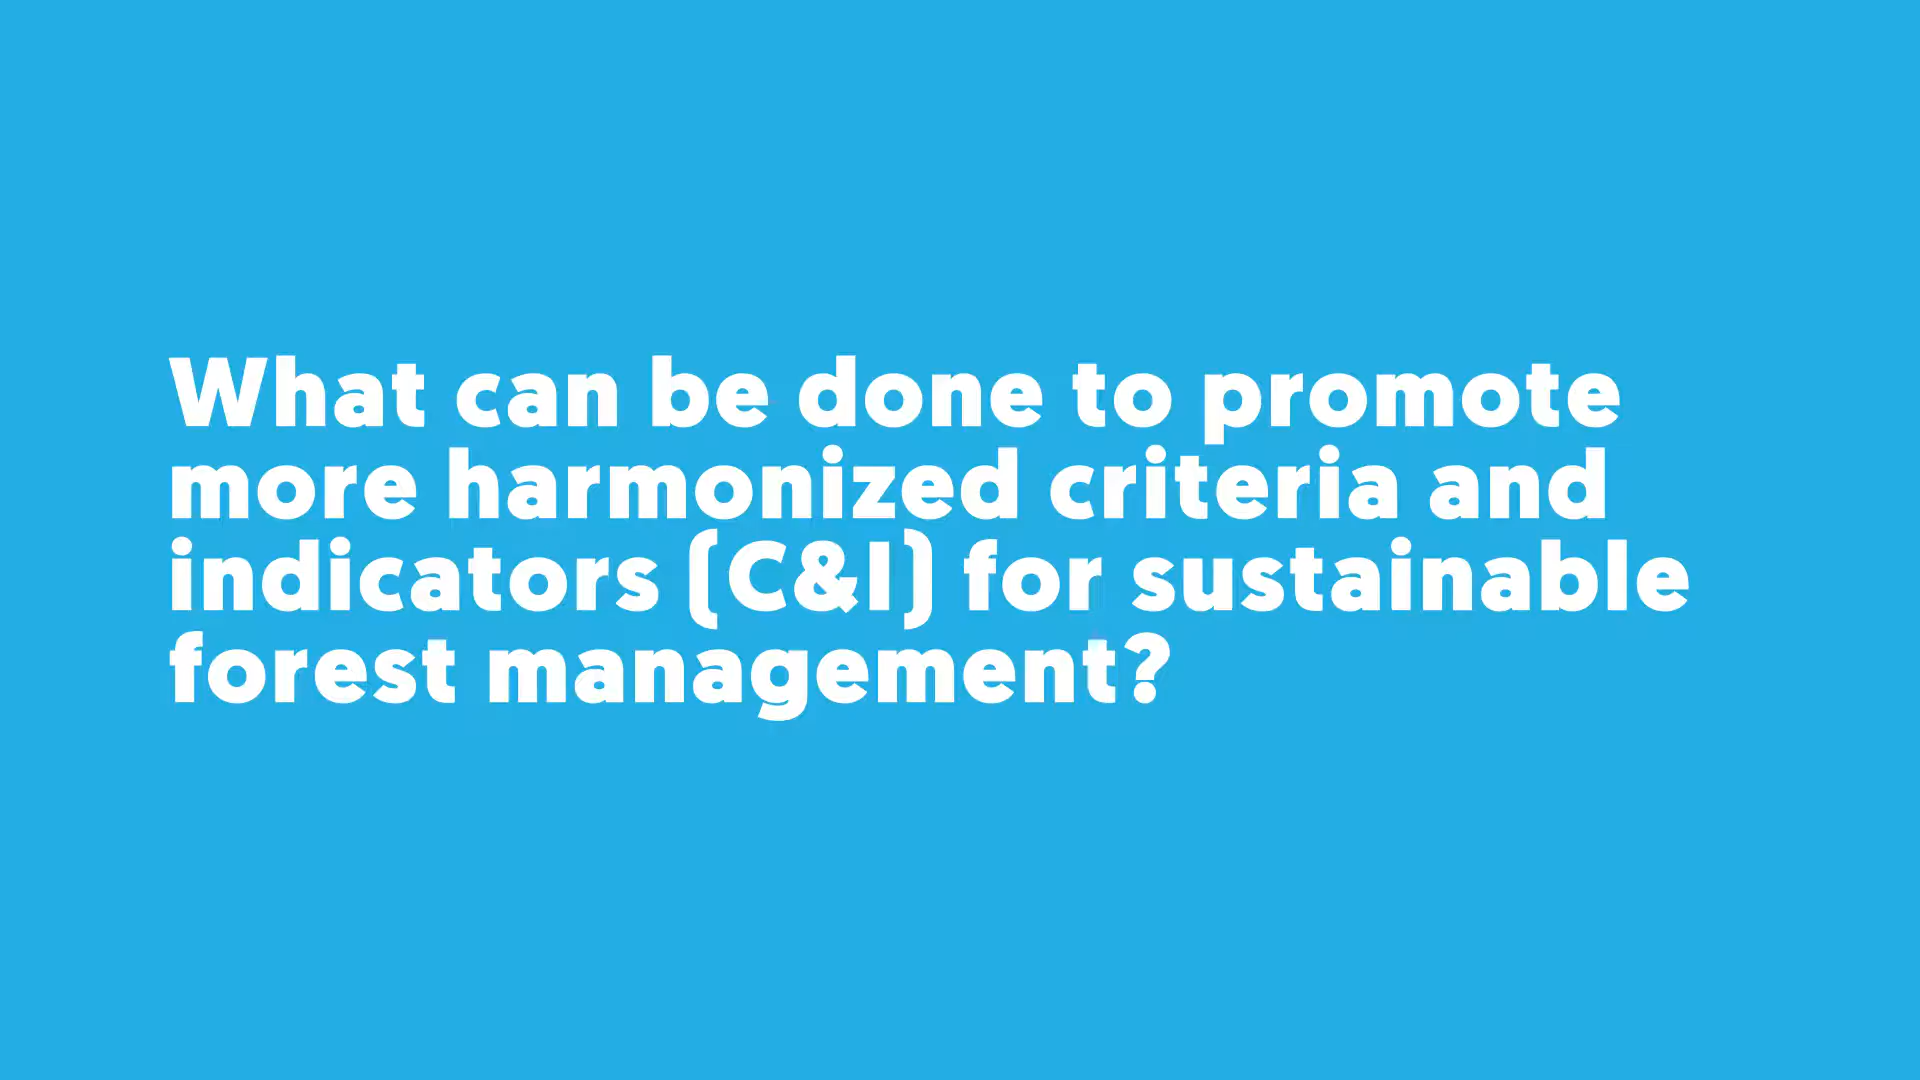 What can be done to promote
more harmonized criteria and
indicators (C&I) for sustainable
forest management?